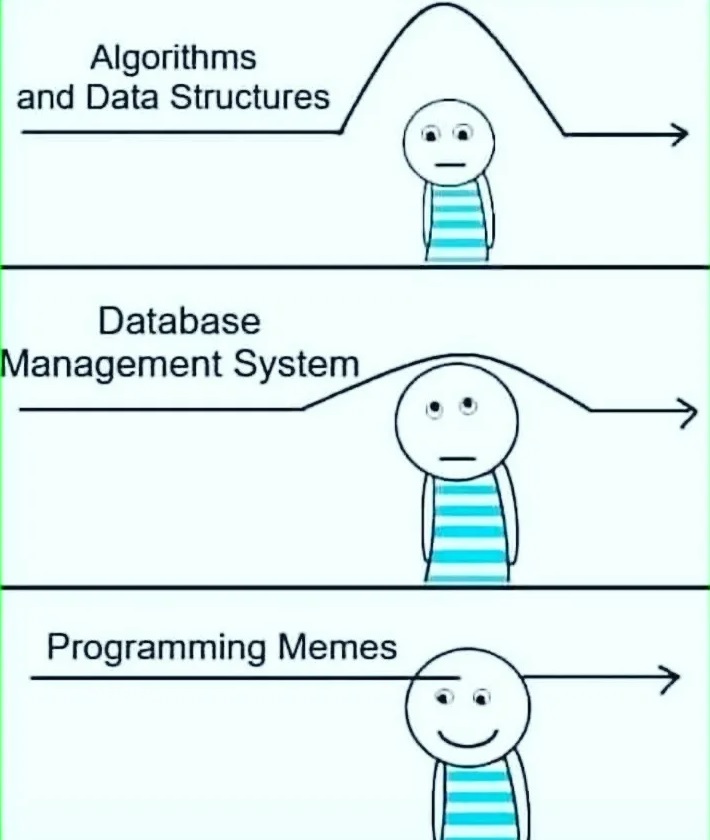 Algorithms
and Data Structures
Database
Management System
Programming Memes